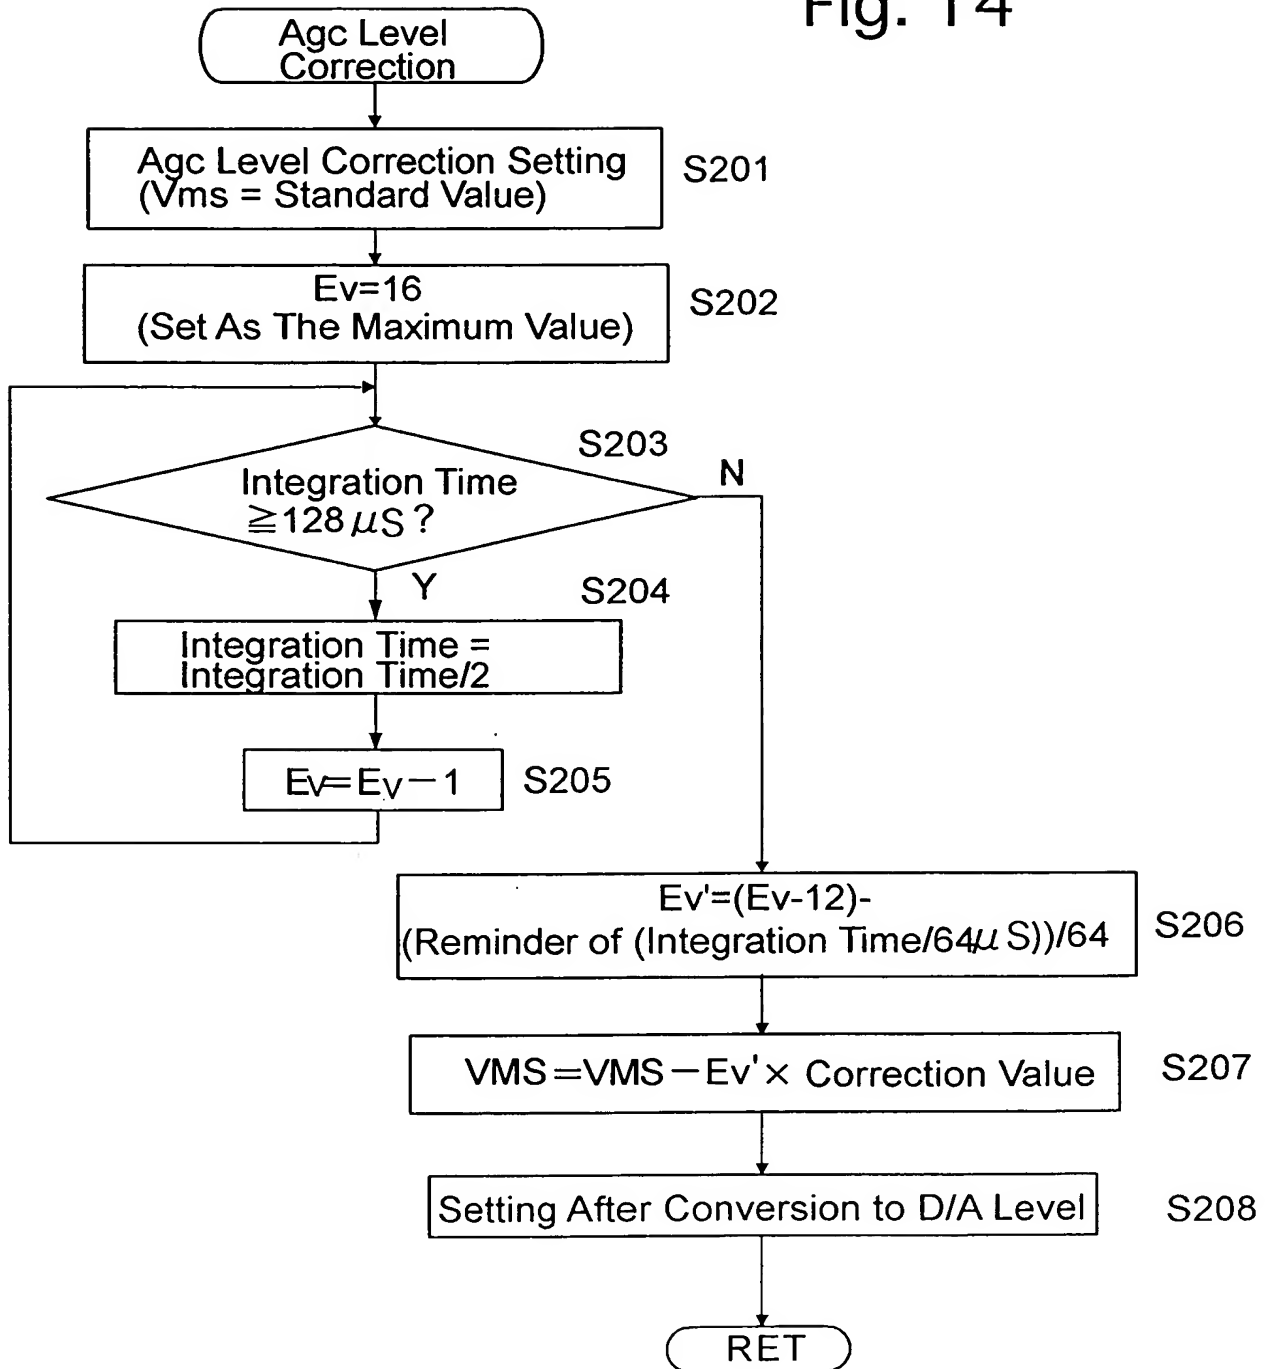 Fig. 14
Agc Level
Correction
Agc Level Correction Setting
(Vms = Standard Value)
S201
Ev=16
(Set As The Maximum Value)
S202
S203
Integration Time
≧128μS?
N
Y
S204
Integration Time =
Integration Time/2
Ev=Ev－1
S205
Ev'=(Ev-12)-
(Reminder of (Integration Time/64μS))/64
S206
VMS=VMS－Ev'× Correction Value
S207
Setting After Conversion to D/A Level
S208
RET